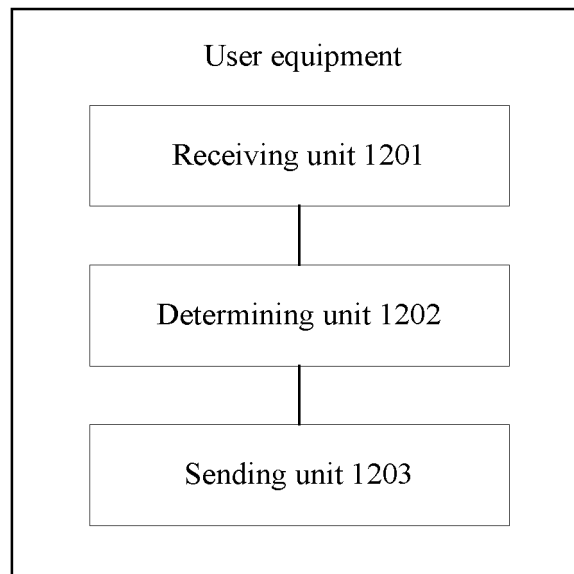 User equipment
Receiving unit 1201
Determining unit 1202
Sending unit 1203